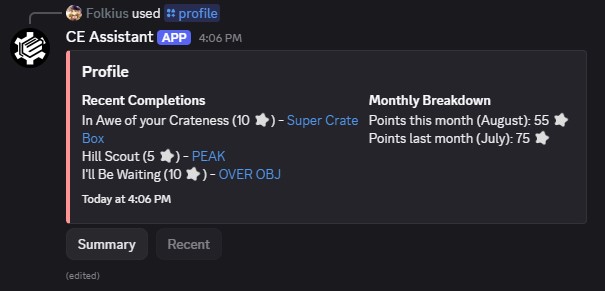 Folkius used profile
CE Assistant APP 4:06 PM
Profile
Recent Completions
In Awe of your Crateness (10 ) - Super Crate
Box
Hill Scout (5 ) - PEAK
I'll Be Waiting (10 ) - OVER OBJ
Monthly Breakdown
Points this month (August): 55
Points last month (July): 75
Today at 4:06 PM
Summary
Recent
(edited)